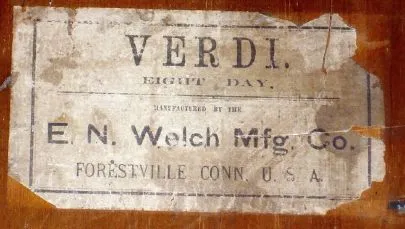 VERDI.
EIGHT DAY.
MANUFACTURED BY THE
E. N. Welch Mfg. Co.
FORESTVILLE CONN. U. S. A.